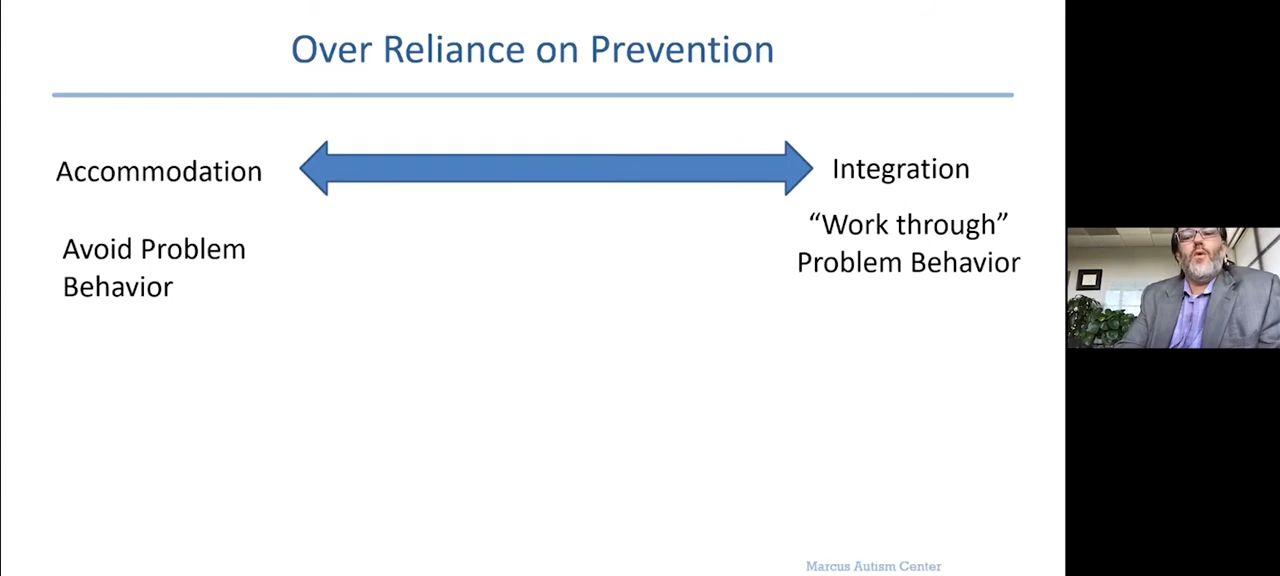 Over Reliance on Prevention
Accommodation
Integration
Avoid Problem
Behavior
“Work through”
Problem Behavior
Marcus Autism Center